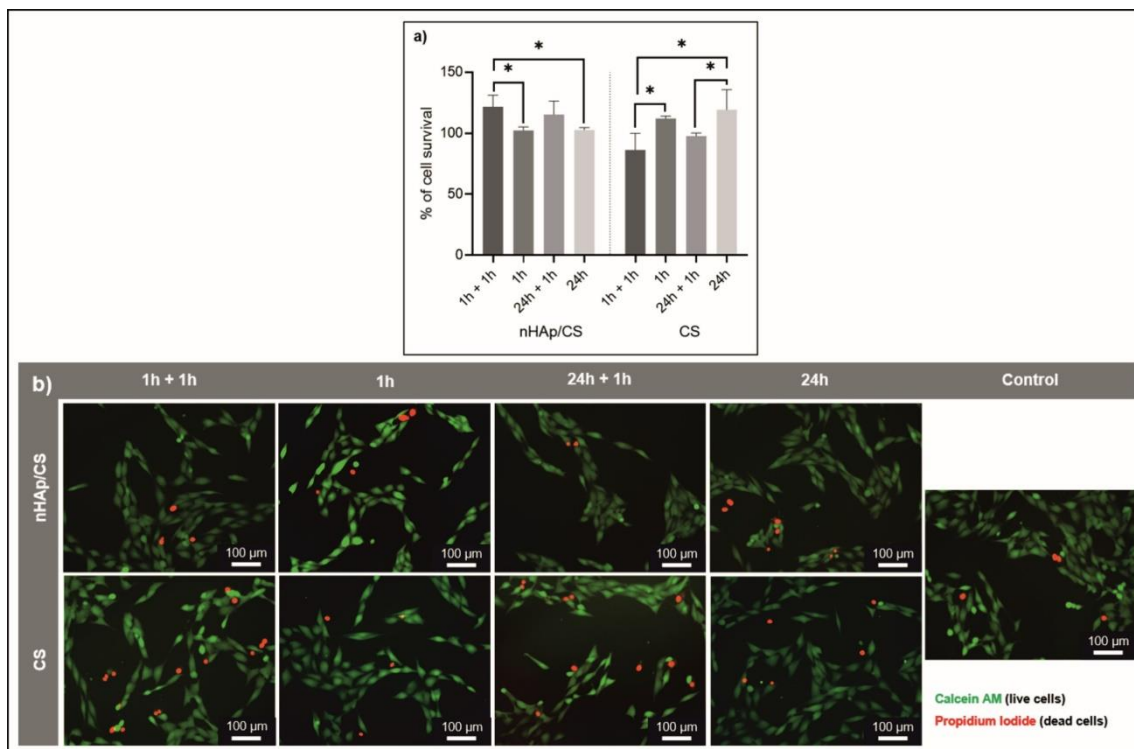 a)
* *
* * *
150
100
50
0
% of cell survival
1h + 1h 1h 24h + 1h 24h 1h + 1h 1h 24h + 1h 24h
nHAp/CS CS
b) 1h + 1h 1h 24h + 1h 24h Control
nHAp/CS
100 µm 100 µm 100 µm 100 µm
100 µm
CS
100 µm 100 µm 100 µm 100 µm
Calcein AM (live cells)
Propidium Iodide (dead cells)